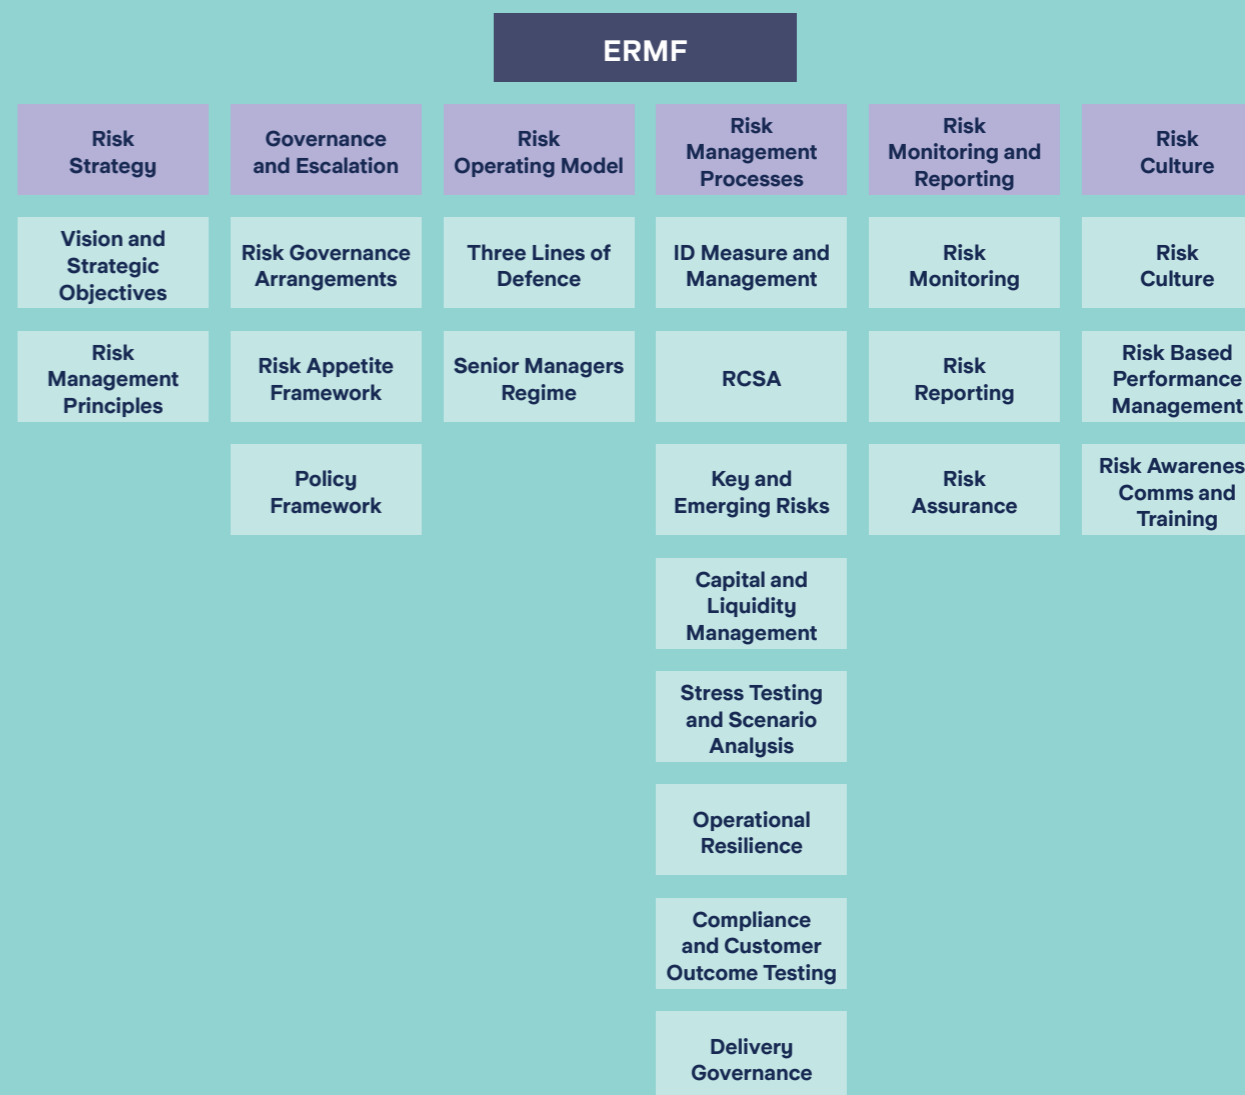 ERMF
Risk
Strategy
Governance
and Escalation
Risk
Operating Model
Risk
Management
Processes
Risk
Monitoring and
Reporting
Risk
Culture
Vision and
Strategic
Objectives
Risk Governance
Arrangements
Three Lines of
Defence
ID Measure and
Management
Risk
Monitoring
Risk
Culture
Risk
Management
Principles
Risk Appetite
Framework
Senior Managers
Regime
RCSA
Risk
Reporting
Risk Based
Performance
Management
Policy
Framework
Key and
Emerging Risks
Risk
Assurance
Risk
Comms and
Training
Capital and
Liquidity
Management
Stress Testing
and Scenario
Analysis
Operational
Resilience
Compliance
and Customer
Outcome Testing
Delivery
Governance